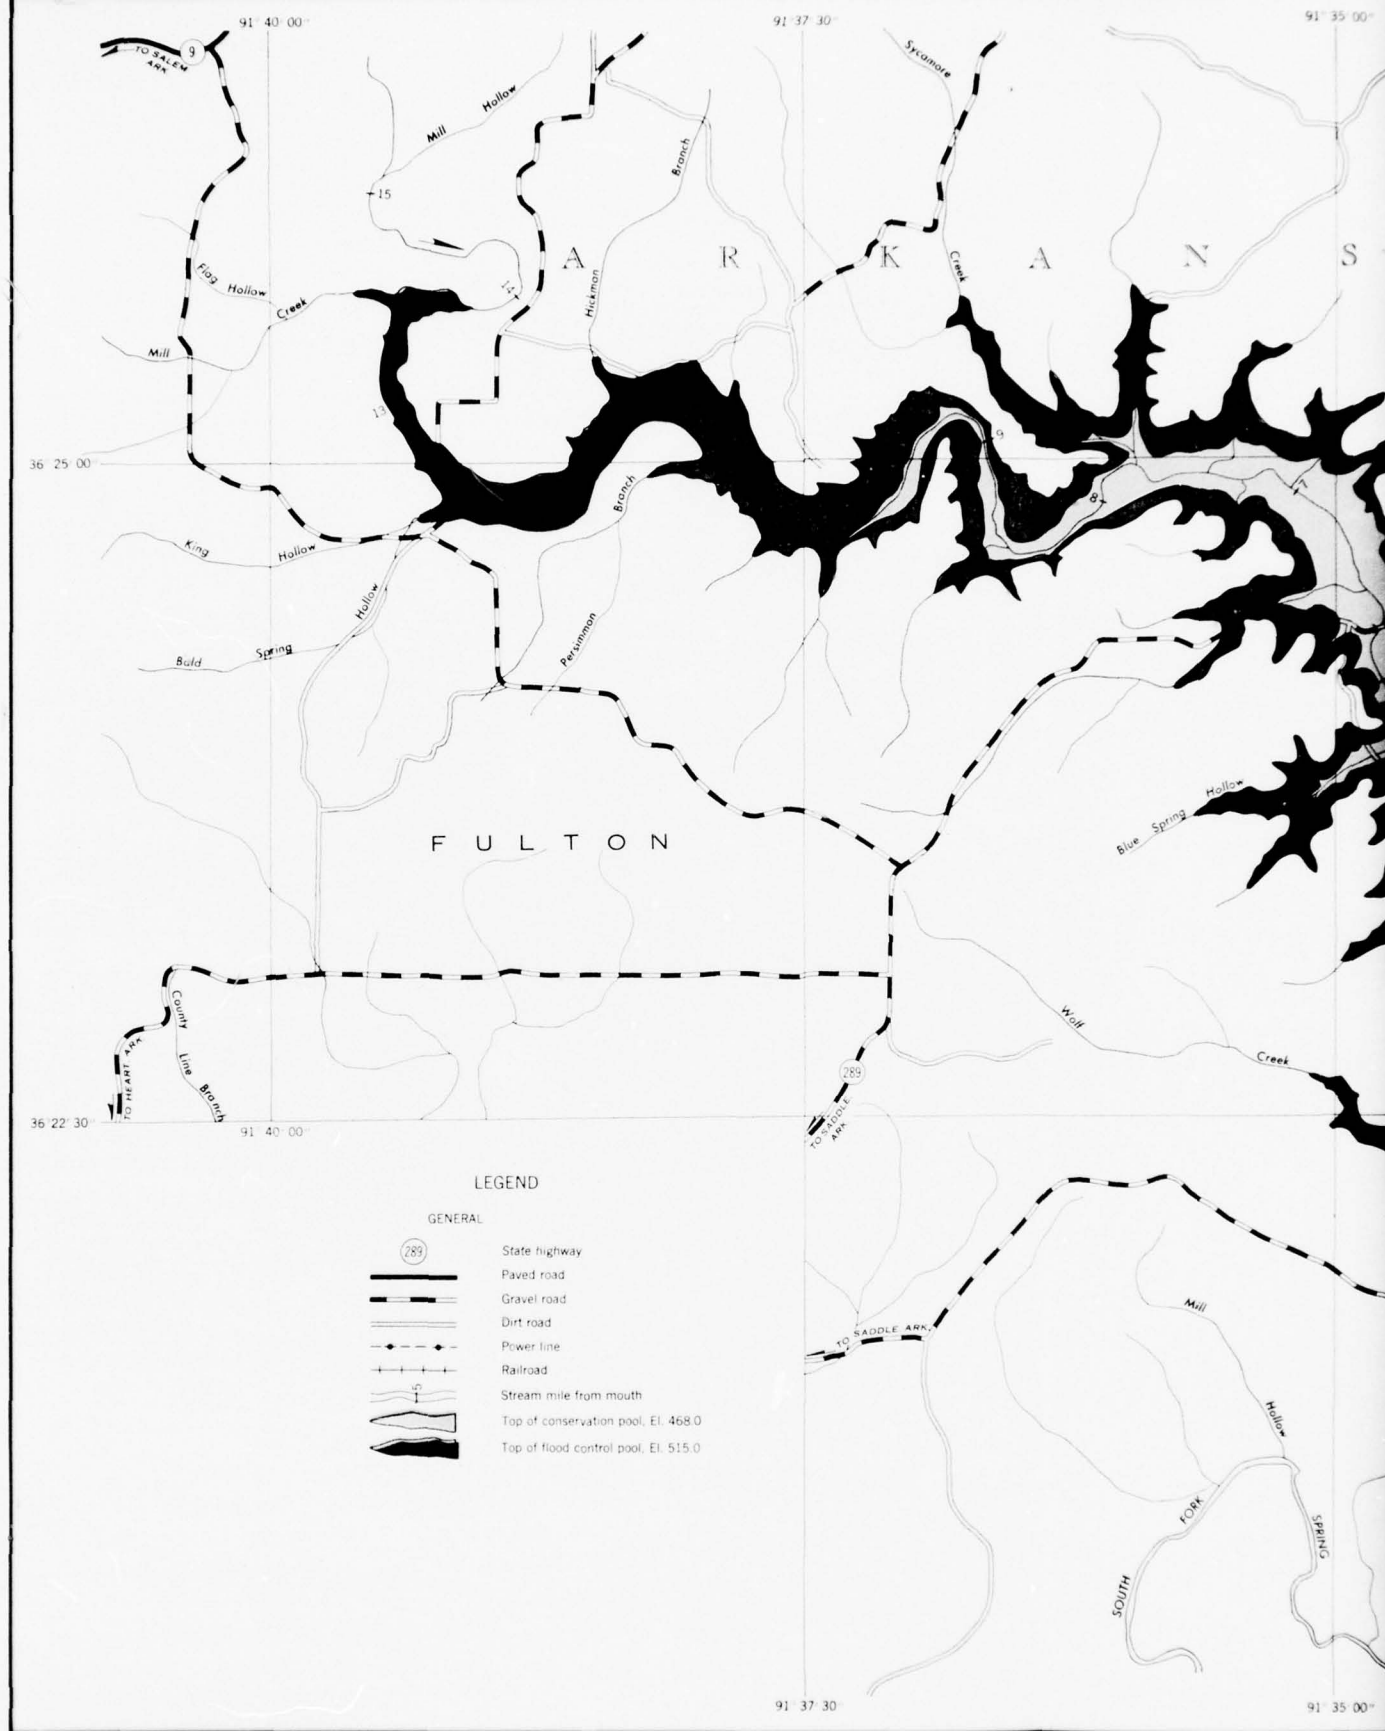 91° 40' 00"
91° 37' 30"
91° 35' 00"
9
TO SALEM
ARK.
Sycamore
Mill Hollow
Branch
15
A R K A N S
Creek
Flag Hollow
Creek
14
Hickman
Mill
13
9
36° 25' 00"
8
7
Branch
King Hollow
Hollow
Persimmon
Bald Spring
Blue Spring Hollow
FULTON
County
Line
Branch
TO HEART ARK.
Wolf
Creek
289
TO SADDLE
ARK.
36° 22' 30"
91° 40' 00"
LEGEND
GENERAL
289 State highway
Paved road
Gravel road
Dirt road
Power line
Railroad
5 Stream mile from mouth
Top of conservation pool, El. 468.0
Top of flood control pool, El. 515.0
TO SADDLE ARK.
Mill
Hollow
FORK
SPRING
SOUTH
91° 37' 30"
91° 35' 00"